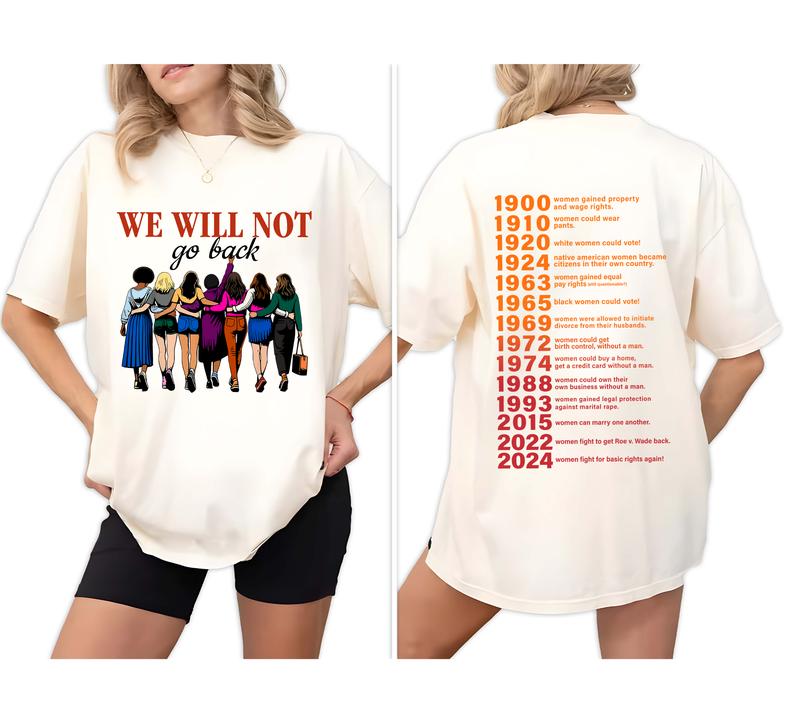 WE WILL NOT
go back
1900 women gained property
and wage rights.
1910 women could wear
pants.
1920 white women could vote!
1924 native american women became
citizens in their own country.
1963 women gained equal
pay rights (still questionable?)
1965 black women could vote!
1969 women were allowed to initiate
divorce from their husbands.
1972 women could get
birth control, without a man.
1974 women could buy a home,
get a credit card without a man.
1988 women could own their
own business without a man.
1993 women gained legal protection
against marital rape.
2015 women can marry one another.
2022 women fight to get Roe v. Wade back.
2024 women fight for basic rights again!